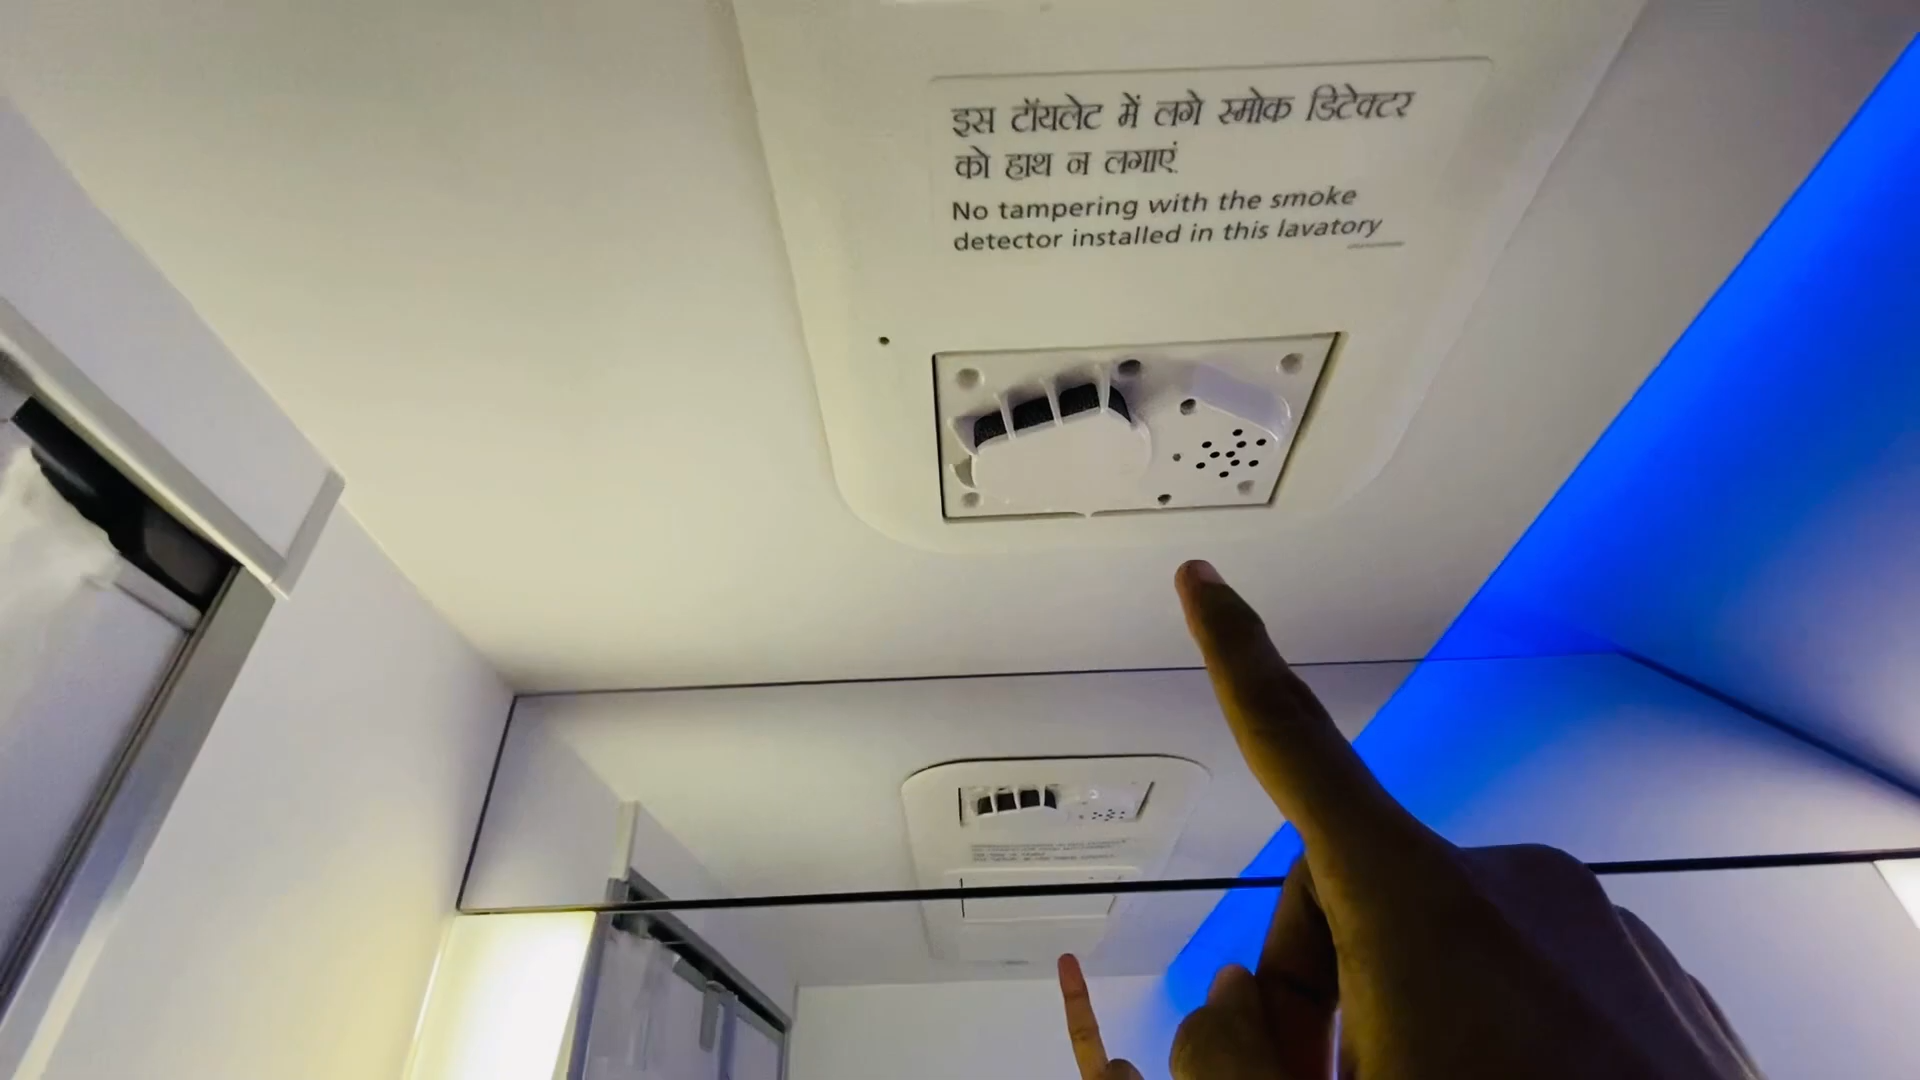 इस टॉयलेट में लगे स्मोक डिटेक्टर
को हाथ न लगाएं
No tampering with the smoke
detector installed in this lavatory